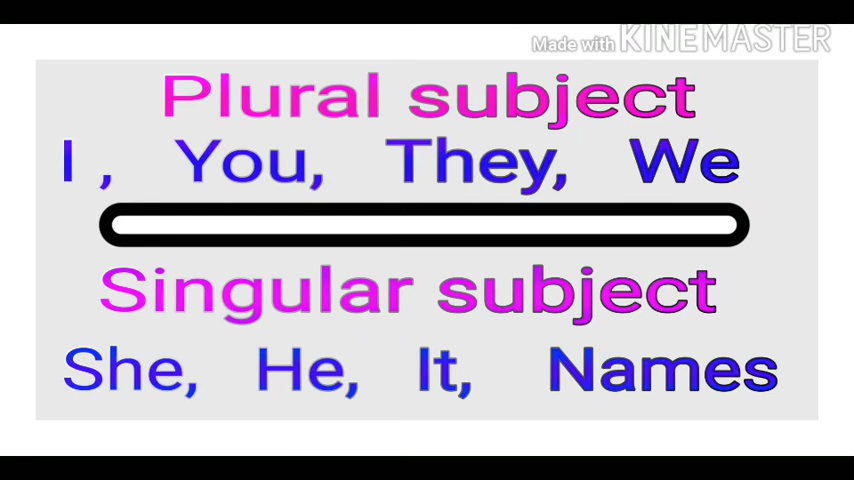 Made with KINEMASTER
Plural subject
I , You, They, We
Singular subject
She, He, It, Names